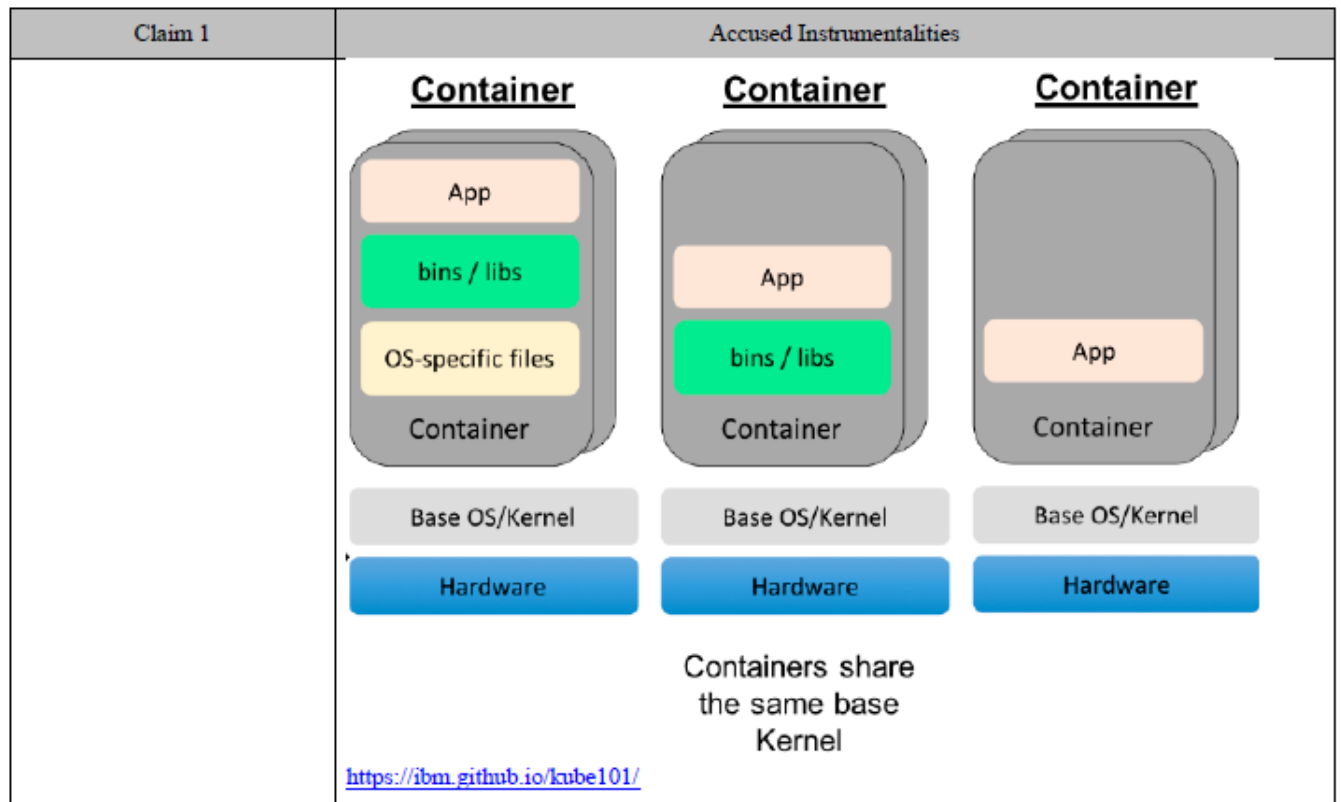 Claim 1
Accused Instrumentalities
Container
Container
Container
App
bins / libs
OS-specific files
Container
App
bins / libs
Container
App
Container
Base OS/Kernel
Base OS/Kernel
Base OS/Kernel
Hardware
Hardware
Hardware
Containers share
the same base
Kernel
https://ibm.github.io/kube101/